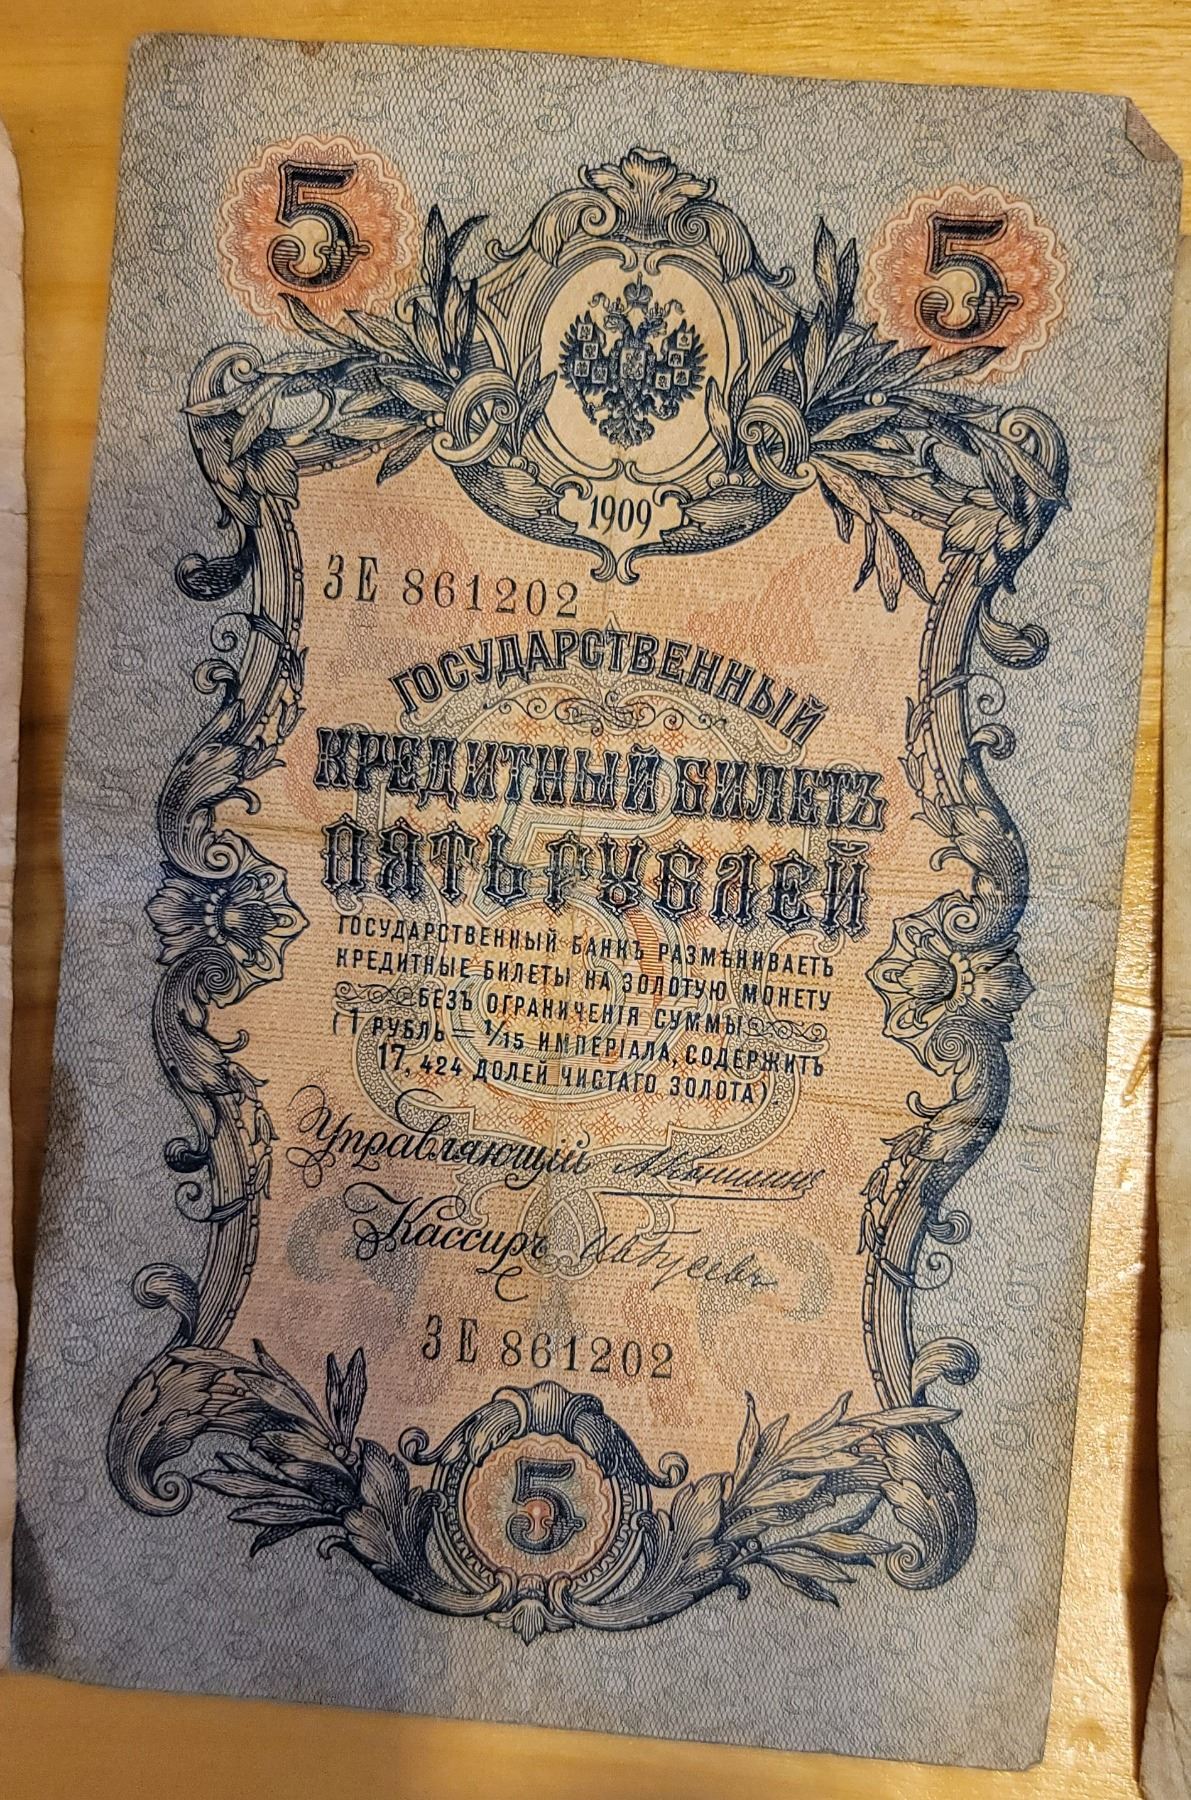 5 5
1909
ЗЕ 861202
ГОСУДАРСТВЕННЫЙ
КРЕДИТНЫЙ БИЛЕТЪ
ПЯТЬ РУБЛЕЙ
ГОСУДАРСТВЕННЫЙ БАНКЪ РАЗМѢНИВАЕТЪ
КРЕДИТНЫЕ БИЛЕТЫ НА ЗОЛОТУЮ МОНЕТУ
БЕЗЪ ОГРАНИЧЕНІЯ СУММЫ
(1 РУБЛЬ — 1/15 ИМПЕРІАЛА, СОДЕРЖИТЪ
17,424 ДОЛЕЙ ЧИСТАГО ЗОЛОТА).
Управляющій
Кассиръ
ЗЕ 861202
5